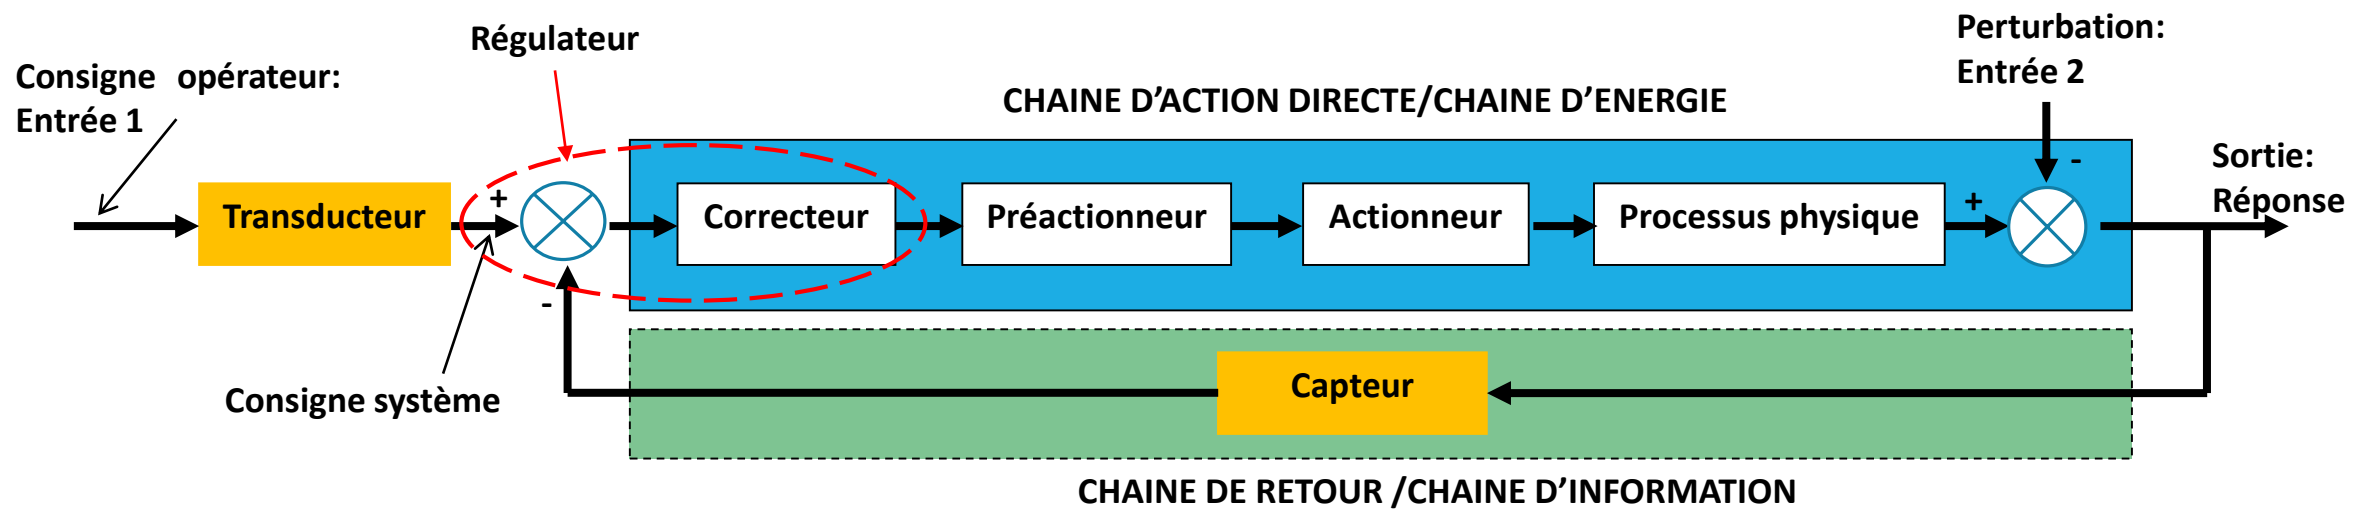 Régulateur
Perturbation:
Entrée 2
Consigne opérateur:
Entrée 1
CHAINE D’ACTION DIRECTE/CHAINE D’ENERGIE
Sortie:
Réponse
Transducteur
+
Correcteur
Préactionneur
Actionneur
Processus physique
+
-
-
Consigne système
Capteur
CHAINE DE RETOUR /CHAINE D’INFORMATION